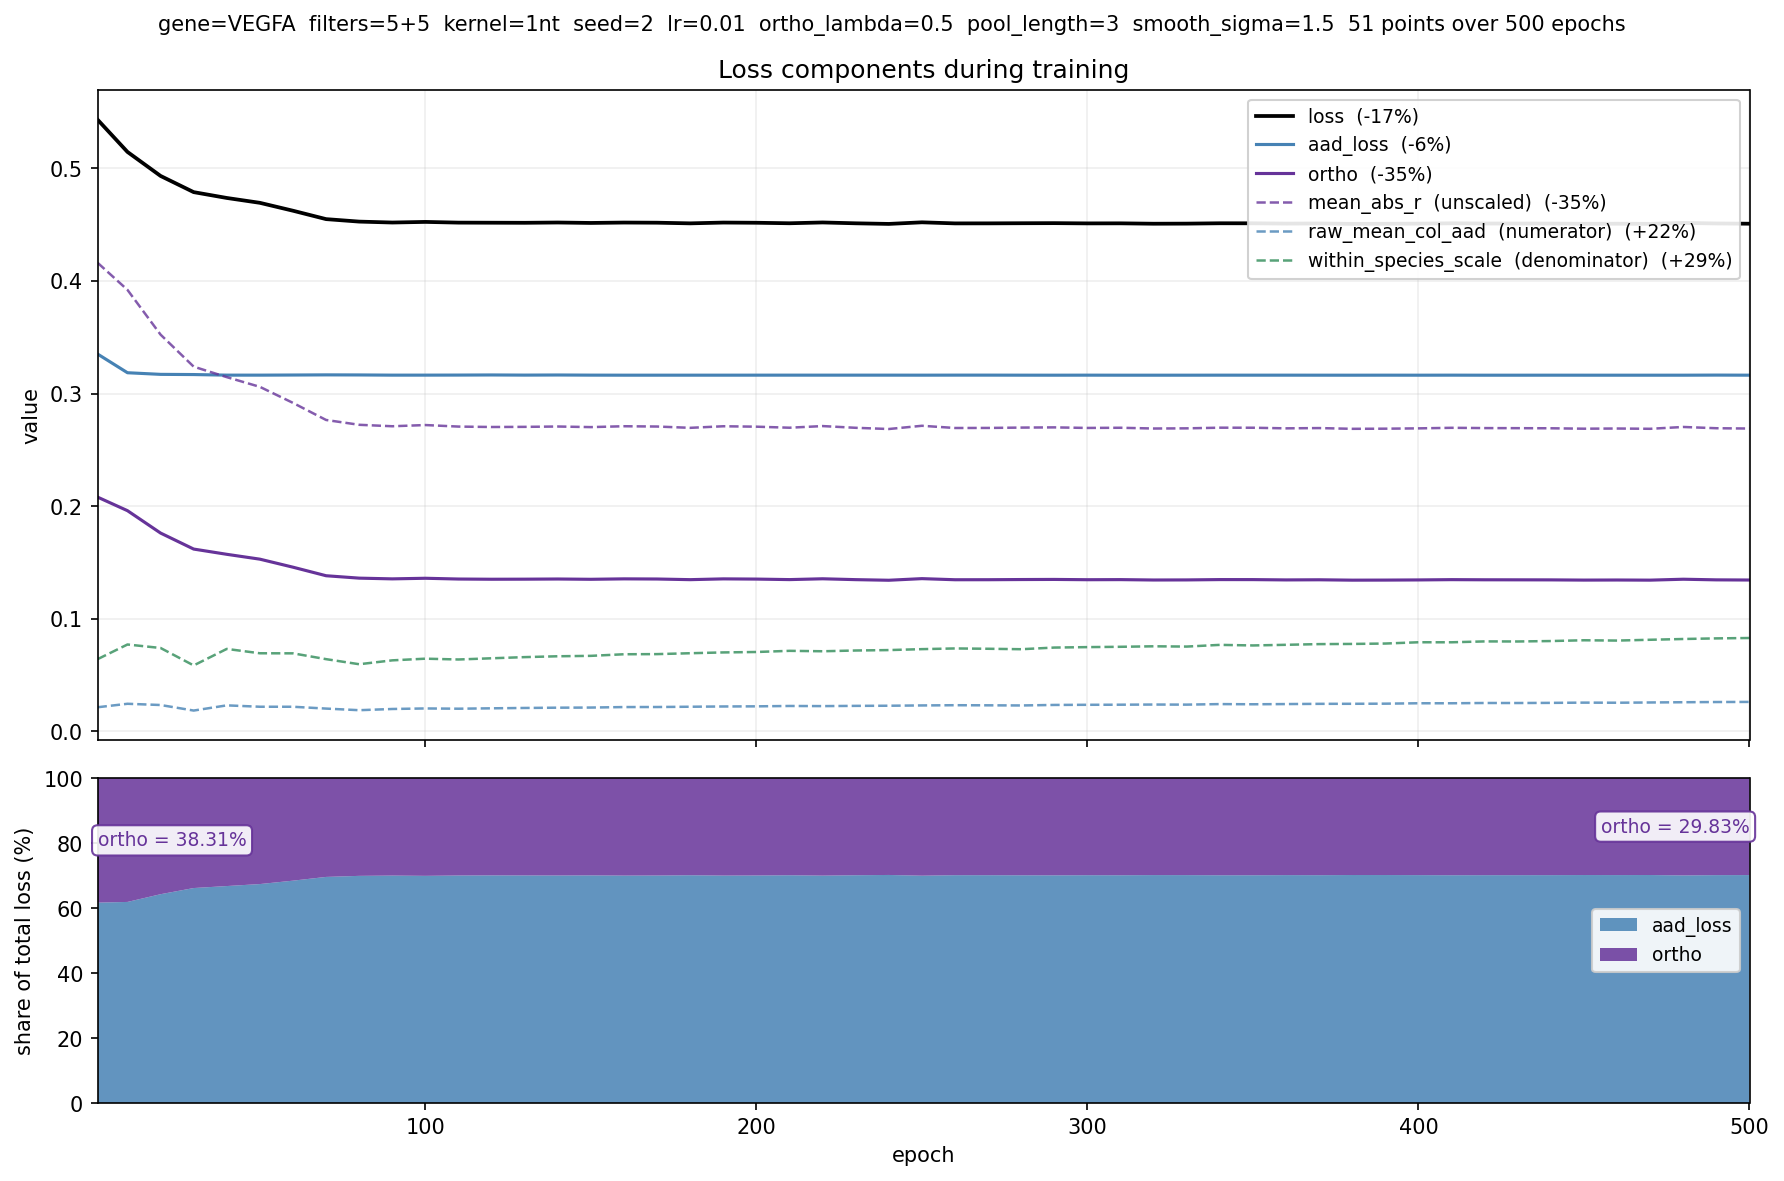 gene=VEGFA  filters=5+5  kernel=1nt  seed=2  lr=0.01  ortho_lambda=0.5  pool_length=3  smooth_sigma=1.5  51 points over 500 epochs
Loss components during training
loss  (-17%)
aad_loss  (-6%)
ortho  (-35%)
mean_abs_r  (unscaled)  (-35%)
raw_mean_col_aad  (numerator)  (+22%)
within_species_scale  (denominator)  (+29%)
value
0.5
0.4
0.3
0.2
0.1
0.0
share of total loss (%)
100
80
60
40
20
0
ortho = 38.31%
ortho = 29.83%
aad_loss
ortho
100
200
300
400
500
epoch